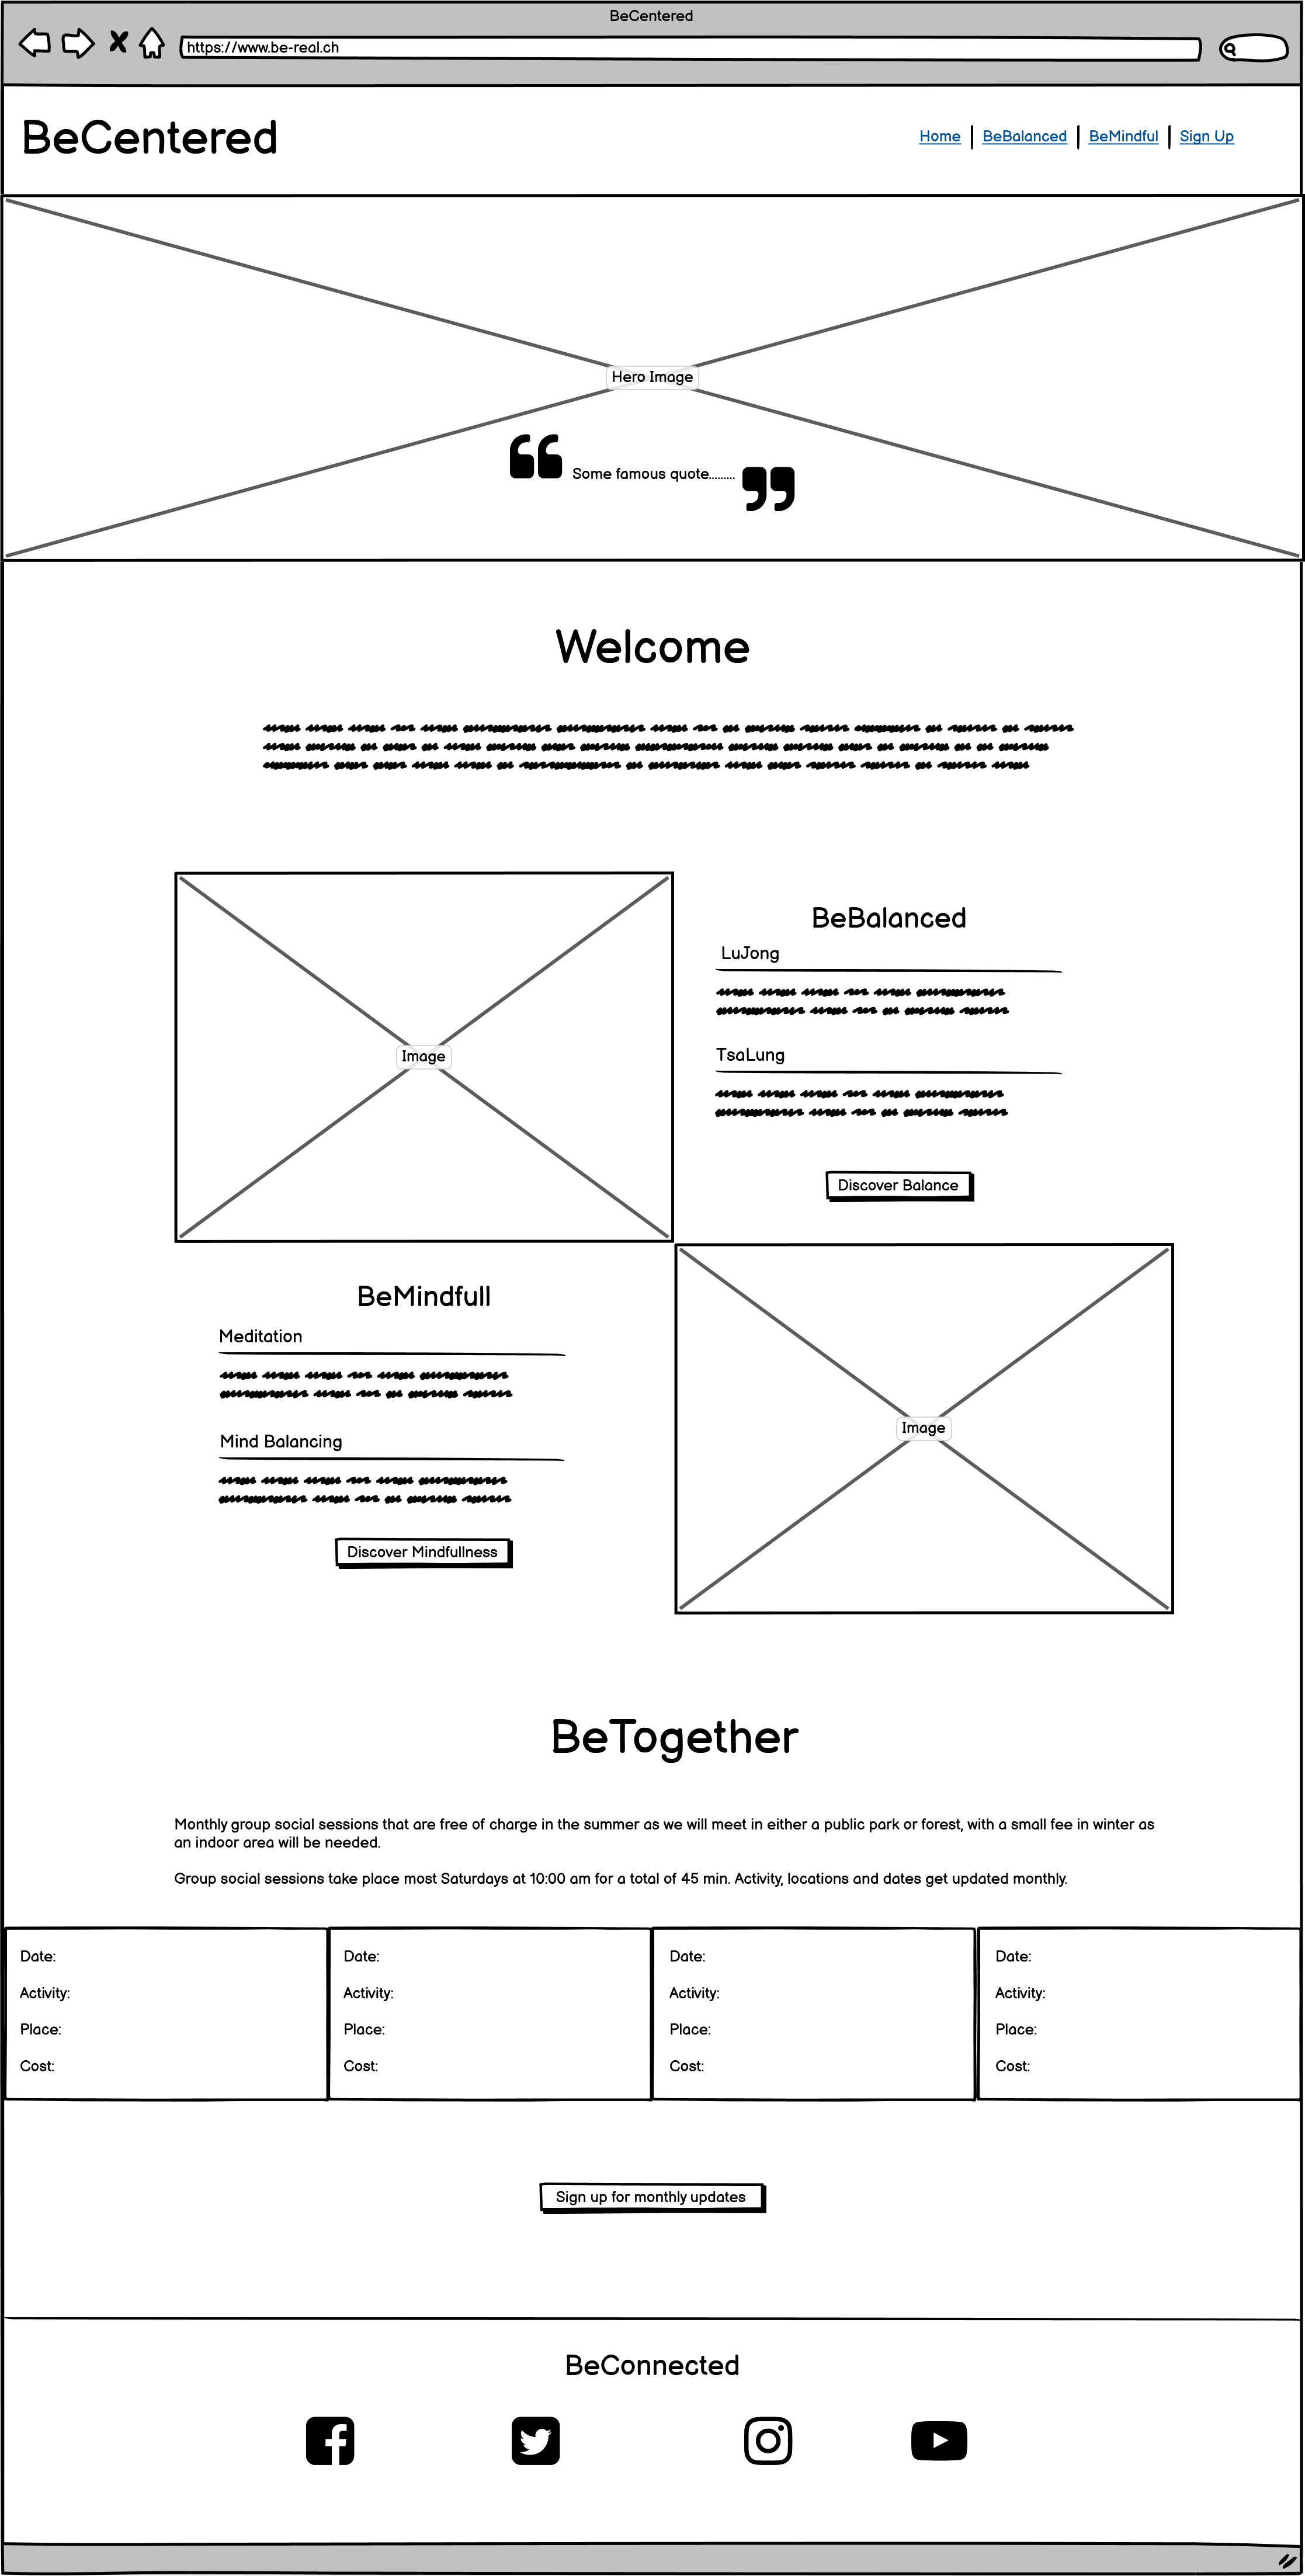 BeCentered
https://www.be-real.ch
BeCentered
Home | BeBalanced | BeMindful | Sign Up
Hero Image
Some famous quote.........
Welcome
Image
BeBalanced
LuJong
TsaLung
Discover Balance
BeMindfull
Meditation
Mind Balancing
Discover Mindfullness
Image
BeTogether
Monthly group social sessions that are free of charge in the summer as we will meet in either a public park or forest, with a small fee in winter as
an indoor area will be needed.
Group social sessions take place most Saturdays at 10:00 am for a total of 45 min. Activity, locations and dates get updated monthly.
Date:
Activity:
Place:
Cost:
Date:
Activity:
Place:
Cost:
Date:
Activity:
Place:
Cost:
Date:
Activity:
Place:
Cost:
Sign up for monthly updates
BeConnected